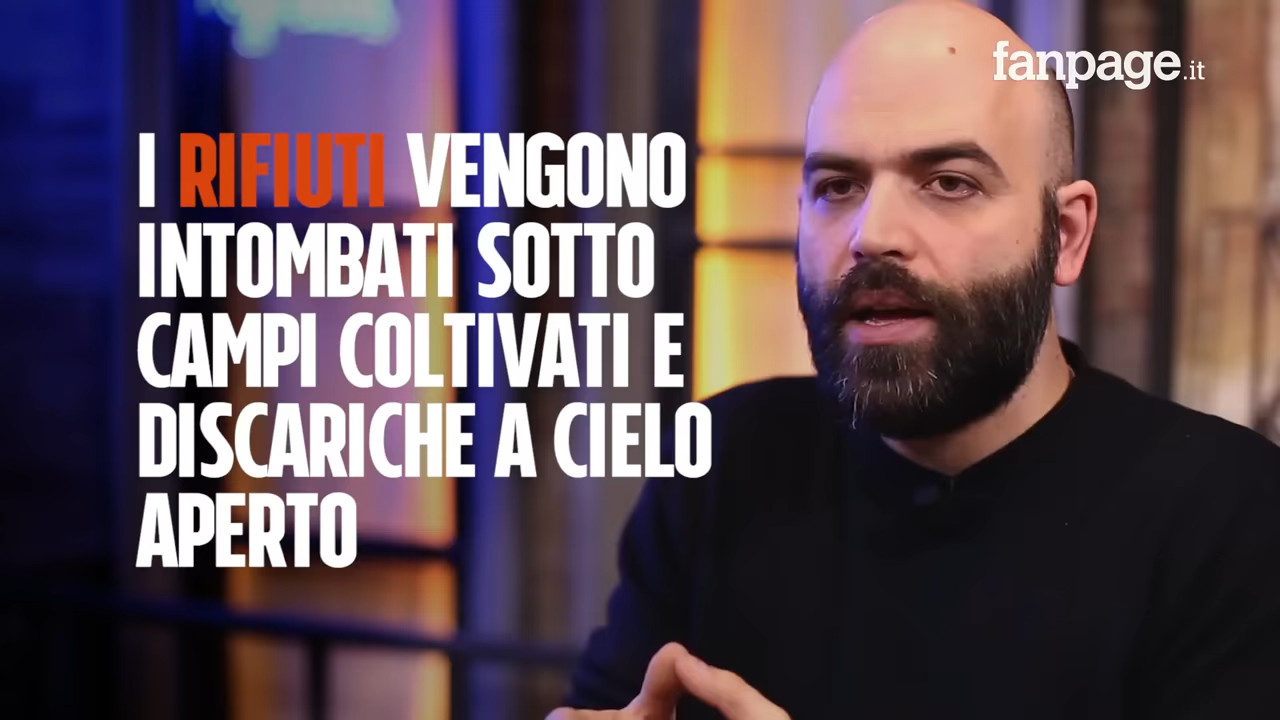 fanpage.it
I RIFIUTI VENGONO
INTOMBATI SOTTO
CAMPI COLTIVATI E
DISCARICHE A CIELO
APERTO